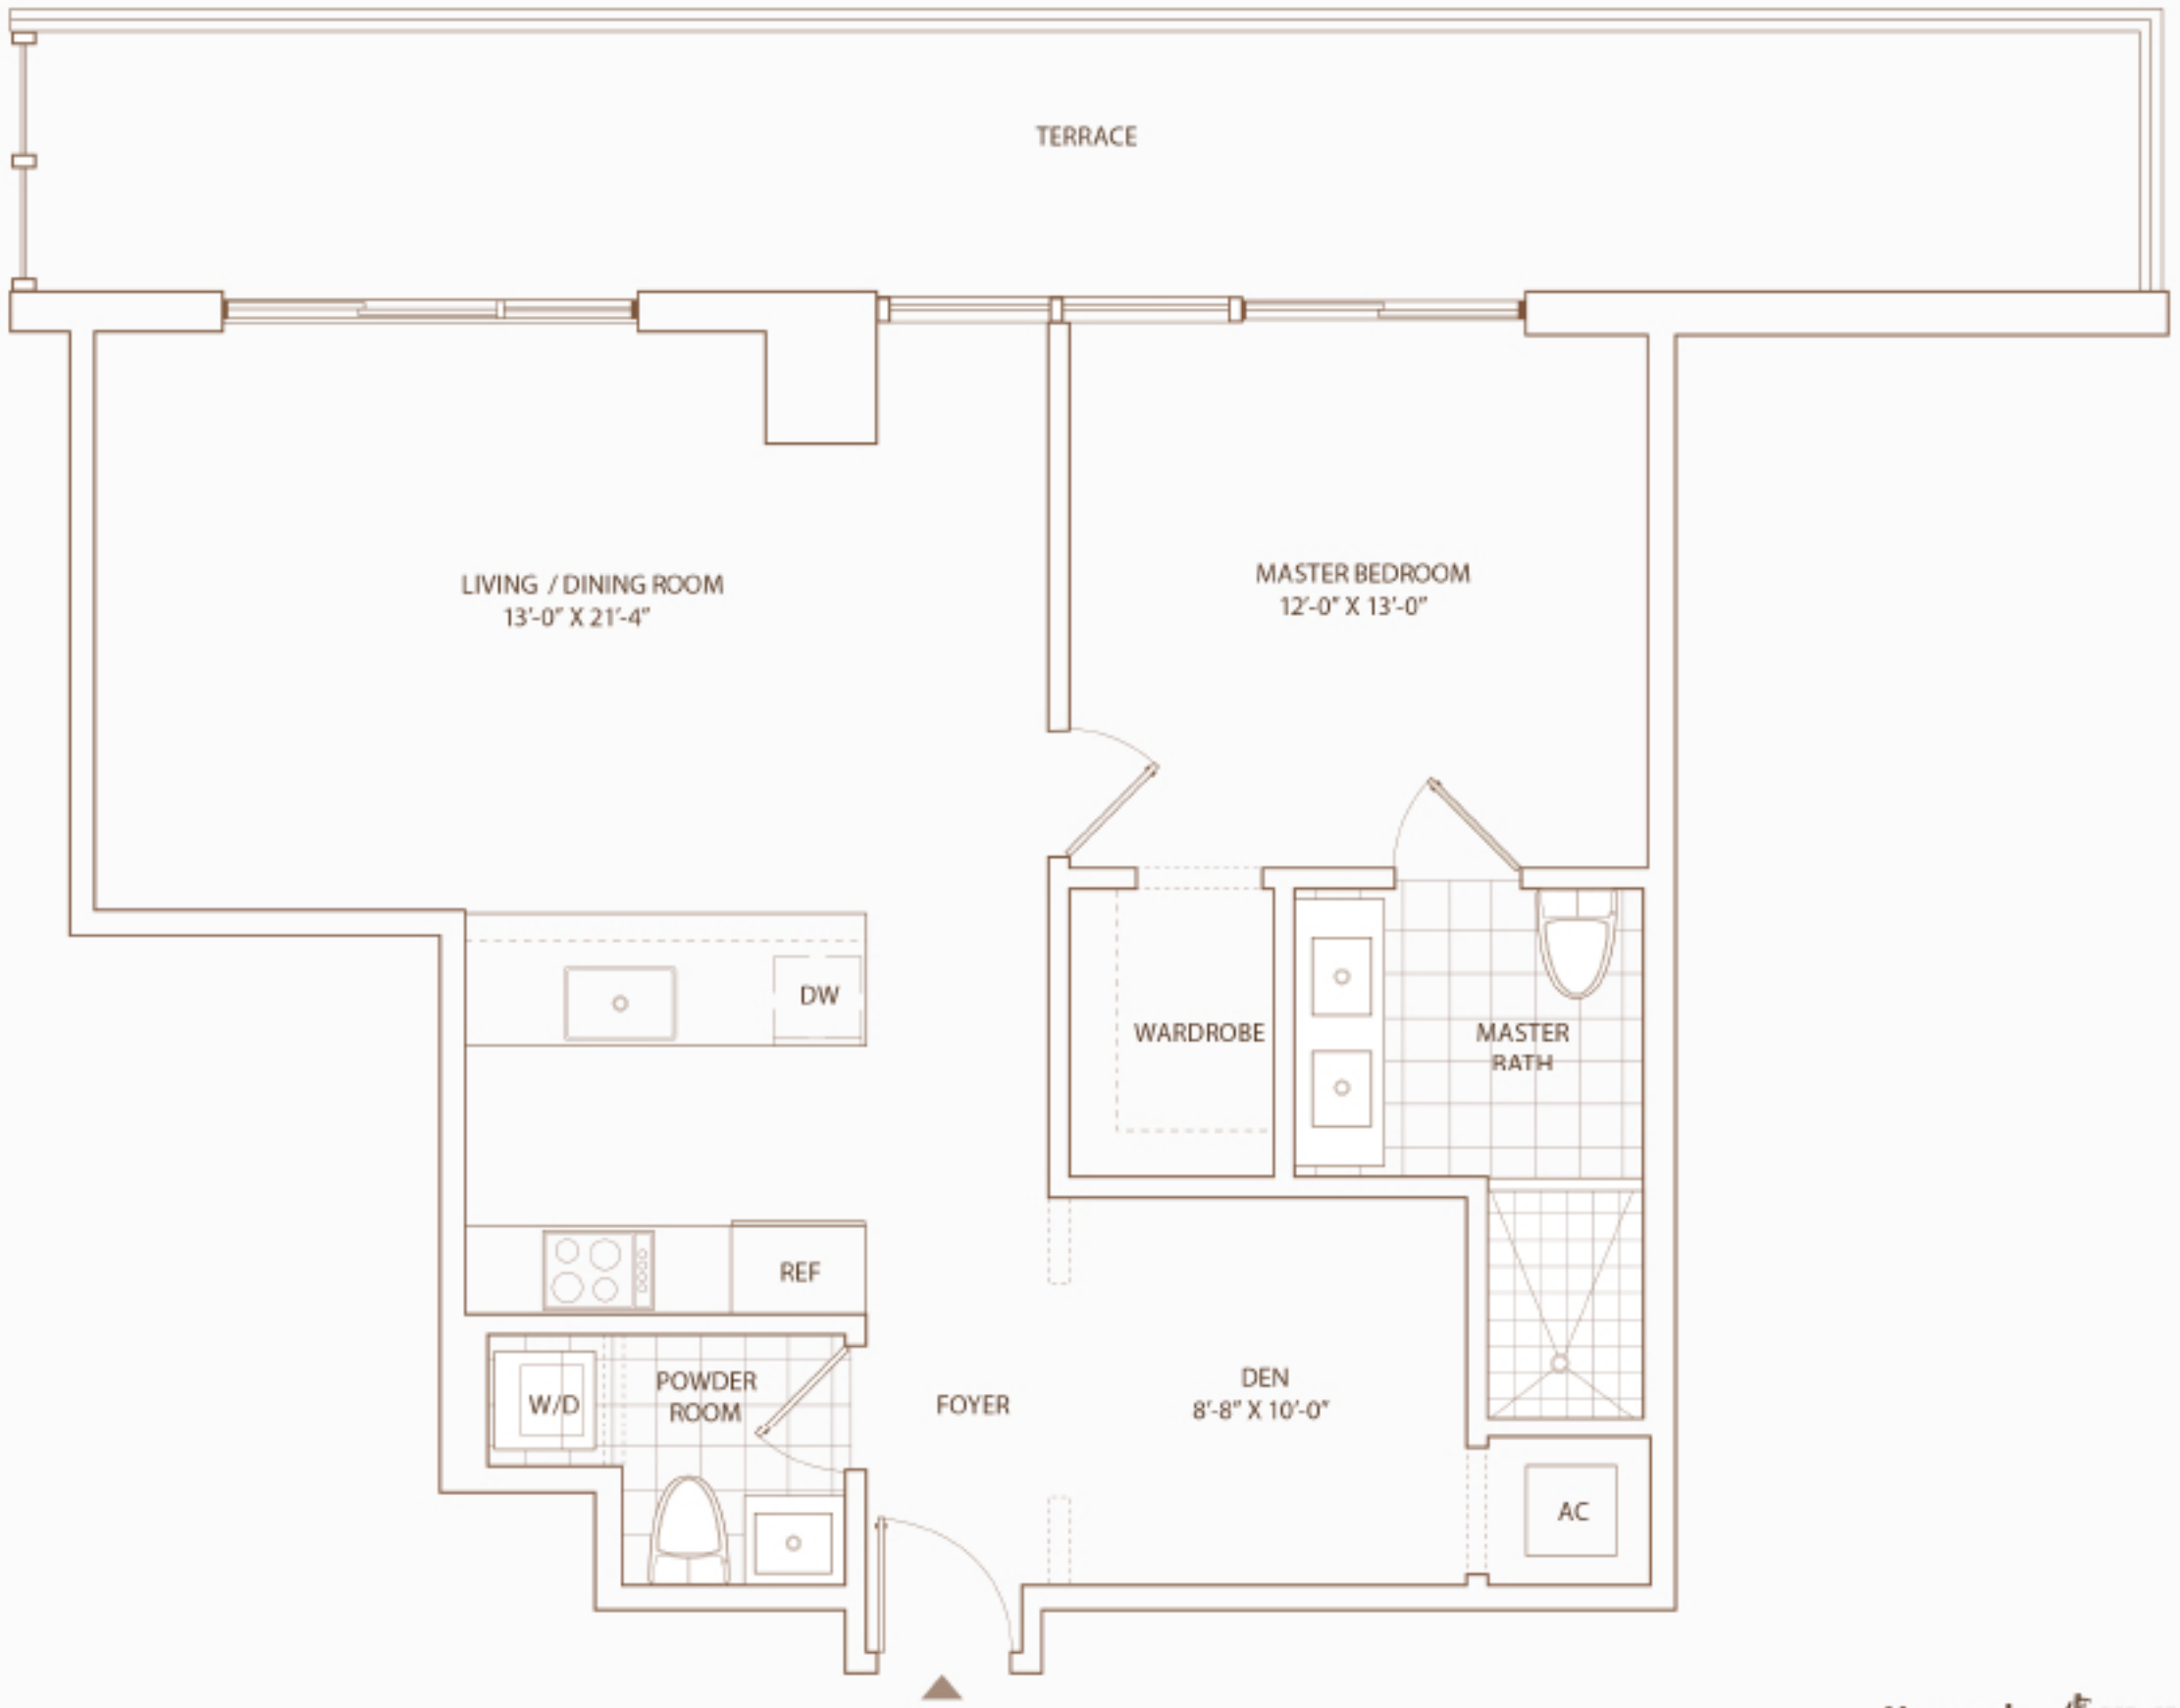 TERRACE
LIVING / DINING ROOM
13'-0" X 21'-4"
MASTER BEDROOM
12'-0" X 13'-0"
DW
WARDROBE
MASTER
BATH
REF
W/D
POWDER
ROOM
FOYER
DEN
8'-8" X 10'-0"
AC